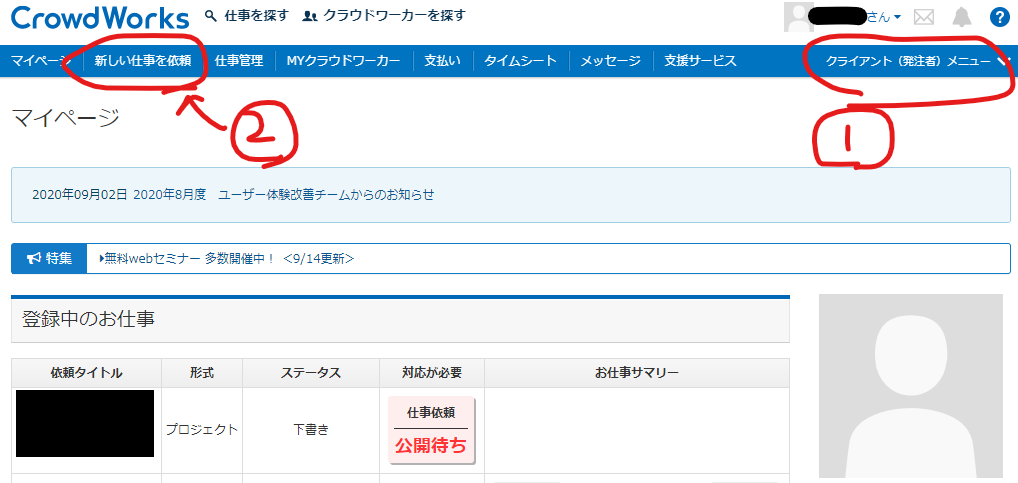 CrowdWorks 仕事を探す クラウドワーカーを探す さん ?
マイページ 新しい仕事を依頼 仕事管理 MYクラウドワーカー 支払い タイムシート メッセージ 支援サービス クライアント（発注者）メニュー
マイページ
2
1
2020年09月02日 2020年8月度 ユーザー体験改善チームからのお知らせ
特集 無料webセミナー 多数開催中！ ＜9/14更新＞
登録中のお仕事
依頼タイトル 形式 ステータス 対応が必要 お仕事サマリー
プロジェクト 下書き 仕事依頼
公開待ち